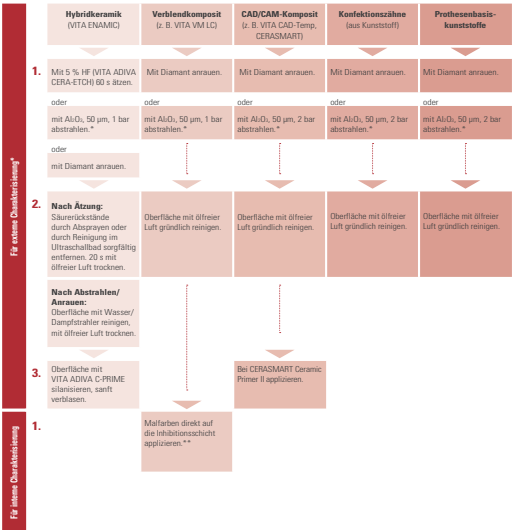 Hybridkeramik
(VITA ENAMIC)
Verblendkomposit
(z. B. VITA VM LC)
CAD/CAM-Komposit
(z. B. VITA CAD-Temp,
CERASMART)
Konfektionszähne
(aus Kunststoff)
Prothesenbasis-
kunststoffe
Für externe Charakterisierung*
1.
Mit 5 % HF (VITA ADIVA
CERA-ETCH) 60 s ätzen.
Mit Diamant anrauen.
Mit Diamant anrauen.
Mit Diamant anrauen.
Mit Diamant anrauen.
oder
oder
oder
oder
oder
mit Al₂O₃, 50 µm, 1 bar
abstrahlen.*
mit Al₂O₃, 50 µm, 1 bar
abstrahlen.*
mit Al₂O₃, 50 µm, 2 bar
abstrahlen.*
mit Al₂O₃, 50 µm, 2 bar
abstrahlen.*
mit Al₂O₃, 50 µm, 2 bar
abstrahlen.*
oder
mit Diamant anrauen.
2.
Nach Ätzung:
Säurerückstände
durch Absprayen oder
durch Reinigung im
Ultraschallbad sorgfältig
entfernen. 20 s mit
ölfreier Luft trocknen.
Oberfläche mit ölfreier
Luft gründlich reinigen.
Oberfläche mit ölfreier
Luft gründlich reinigen.
Oberfläche mit ölfreier
Luft gründlich reinigen.
Oberfläche mit ölfreier
Luft gründlich reinigen.
Nach Abstrahlen/
Anrauen:
Oberfläche mit Wasser/
Dampfstrahler reinigen,
mit ölfreier Luft trocknen.
3.
Oberfläche mit
VITA ADIVA C-PRIME
silanisieren, sanft
verblasen.
Bei CERASMART Ceramic
Primer II applizieren.
Für interne Charakterisierung
1.
Malfarben direkt auf
die Inhibitionsschicht
applizieren.**